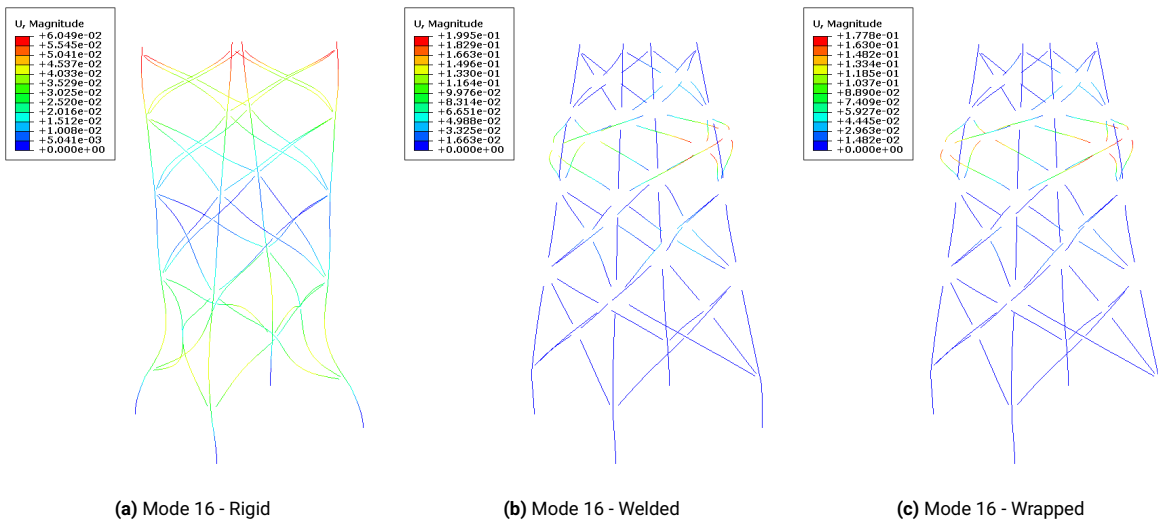 U, Magnitude
+6.049e-02
+5.545e-02
+5.041e-02
+4.537e-02
+4.033e-02
+3.529e-02
+3.025e-02
+2.520e-02
+2.016e-02
+1.512e-02
+1.008e-02
+5.041e-03
+0.000e+00
U, Magnitude
+1.995e-01
+1.829e-01
+1.663e-01
+1.496e-01
+1.330e-01
+1.164e-01
+9.976e-02
+8.314e-02
+6.651e-02
+4.988e-02
+3.325e-02
+1.663e-02
+0.000e+00
U, Magnitude
+1.778e-01
+1.630e-01
+1.482e-01
+1.334e-01
+1.185e-01
+1.037e-01
+8.890e-02
+7.409e-02
+5.927e-02
+4.445e-02
+2.963e-02
+1.482e-02
+0.000e+00
(a) Mode 16 - Rigid
(b) Mode 16 - Welded
(c) Mode 16 - Wrapped